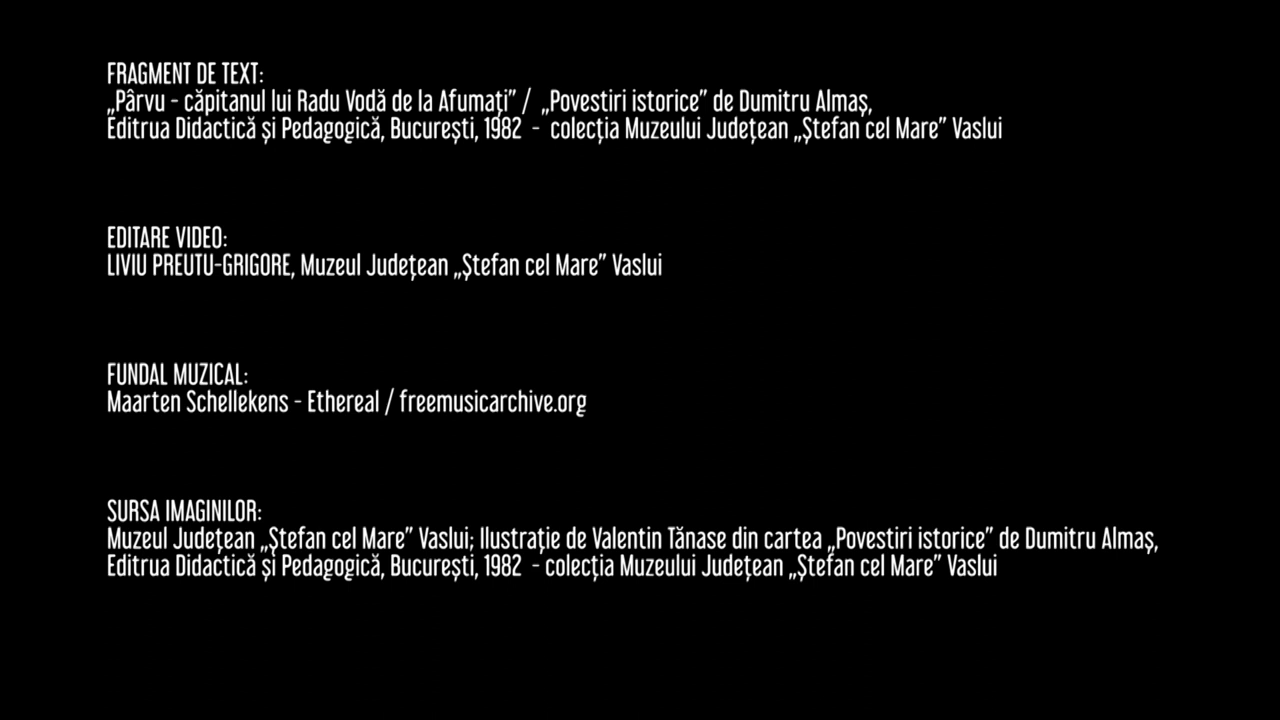 FRAGMENT DE TEXT:
„Pârvu - căpitanul lui Radu Vodă de la Afumați” / „Povestiri istorice” de Dumitru Almaș,
Editrua Didactică și Pedagogică, București, 1982 - colecția Muzeului Județean „Ștefan cel Mare” Vaslui
EDITARE VIDEO:
LIVIU PREUTU-GRIGORE, Muzeul Județean „Ștefan cel Mare” Vaslui
FUNDAL MUZICAL:
Maarten Schellekens - Ethereal / freemusicarchive.org
SURSA IMAGINILOR:
Muzeul Județean „Ștefan cel Mare” Vaslui; Ilustrație de Valentin Tănase din cartea „Povestiri istorice” de Dumitru Almaș,
Editrua Didactică și Pedagogică, București, 1982 - colecția Muzeului Județean „Ștefan cel Mare” Vaslui